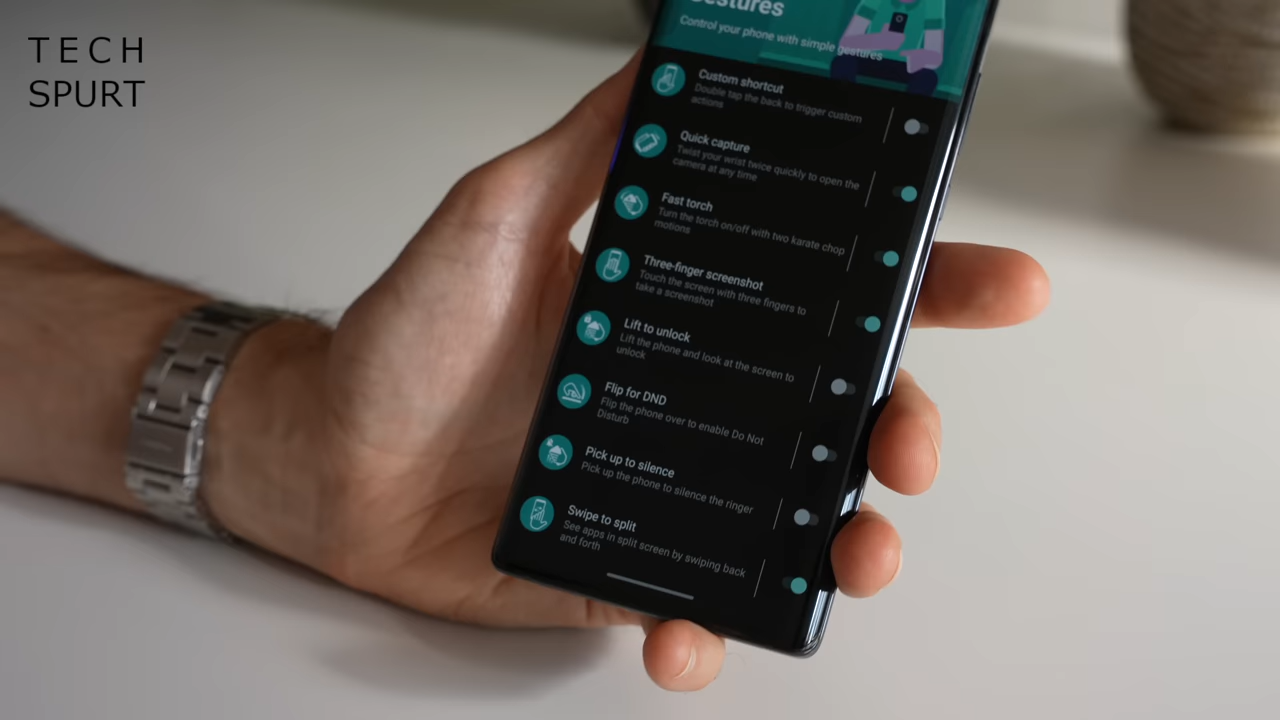 TECH
SPURT
Control your phone with simple gestures
Custom shortcut
Double tap the back to trigger custom
actions
Quick capture
Twist your wrist twice quickly to open the
camera at any time
Fast torch
Turn the torch on/off with two karate chop
motions
Three-finger screenshot
Touch the screen with three fingers to
take a screenshot
Lift to unlock
Lift the phone and look at the screen to
unlock
Flip for DND
Flip the phone over to enable Do Not
Disturb
Pick up to silence
Pick up the phone to silence the ringer
Swipe to split
See apps in split screen by swiping back
and forth